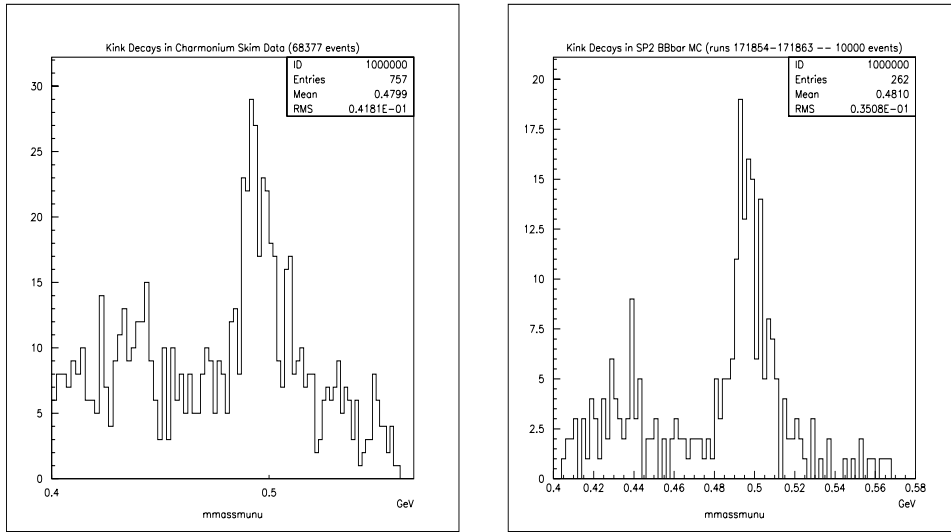 Kink Decays in Charmonium Skim Data (68377 events)
ID 1000000
Entries 757
Mean 0.4799
RMS 0.4181E-01
30
25
20
15
10
5
0
0.4 0.5
GeV
mmassmunu
Kink Decays in SP2 BBbar MC (runs 171854-171863 -- 10000 events)
ID 1000000
Entries 262
Mean 0.4810
RMS 0.3508E-01
20
17.5
15
12.5
10
7.5
5
2.5
0
0.4 0.42 0.44 0.46 0.48 0.5 0.52 0.54 0.56 0.58
GeV
mmassmunu